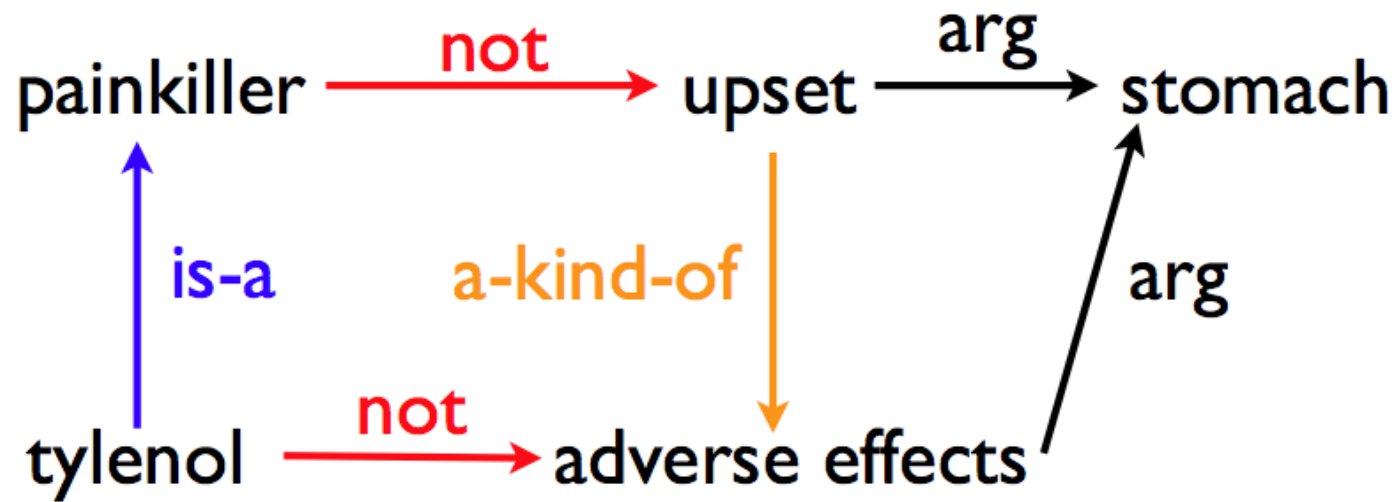 not
arg
painkiller upset stomach
is-a a-kind-of arg
not
tylenol adverse effects